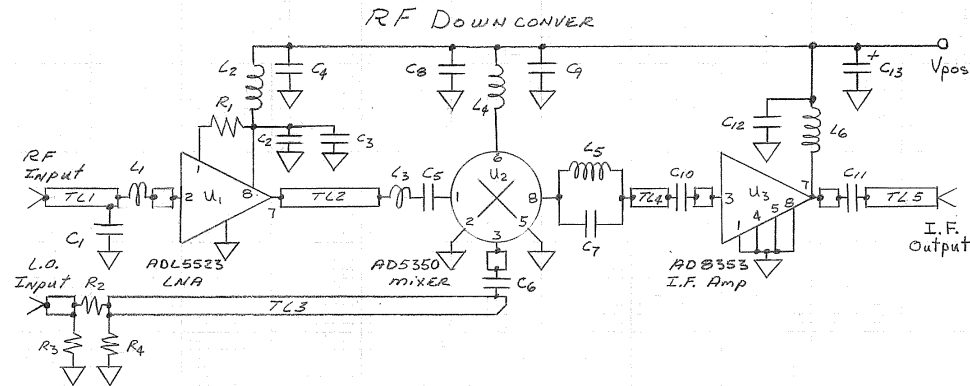 RF DOWNCONVER
L2
C4
C8
L4
C9
+
C13
Vpos
R1
C2
C3
C12
L6
RF
Input
TL1
L1
C1
2
1
U1
8
7
ADL5523
LNA
TL2
L3
C5
6
1
U2
8
2
3
5
AD5350
mixer
C6
L5
C7
TL4
C10
3
U3
7
1
4
5
8
AD8353
I.F. Amp
C11
TL5
I.F.
Output
L.O.
Input
R2
TL3
R3
R4